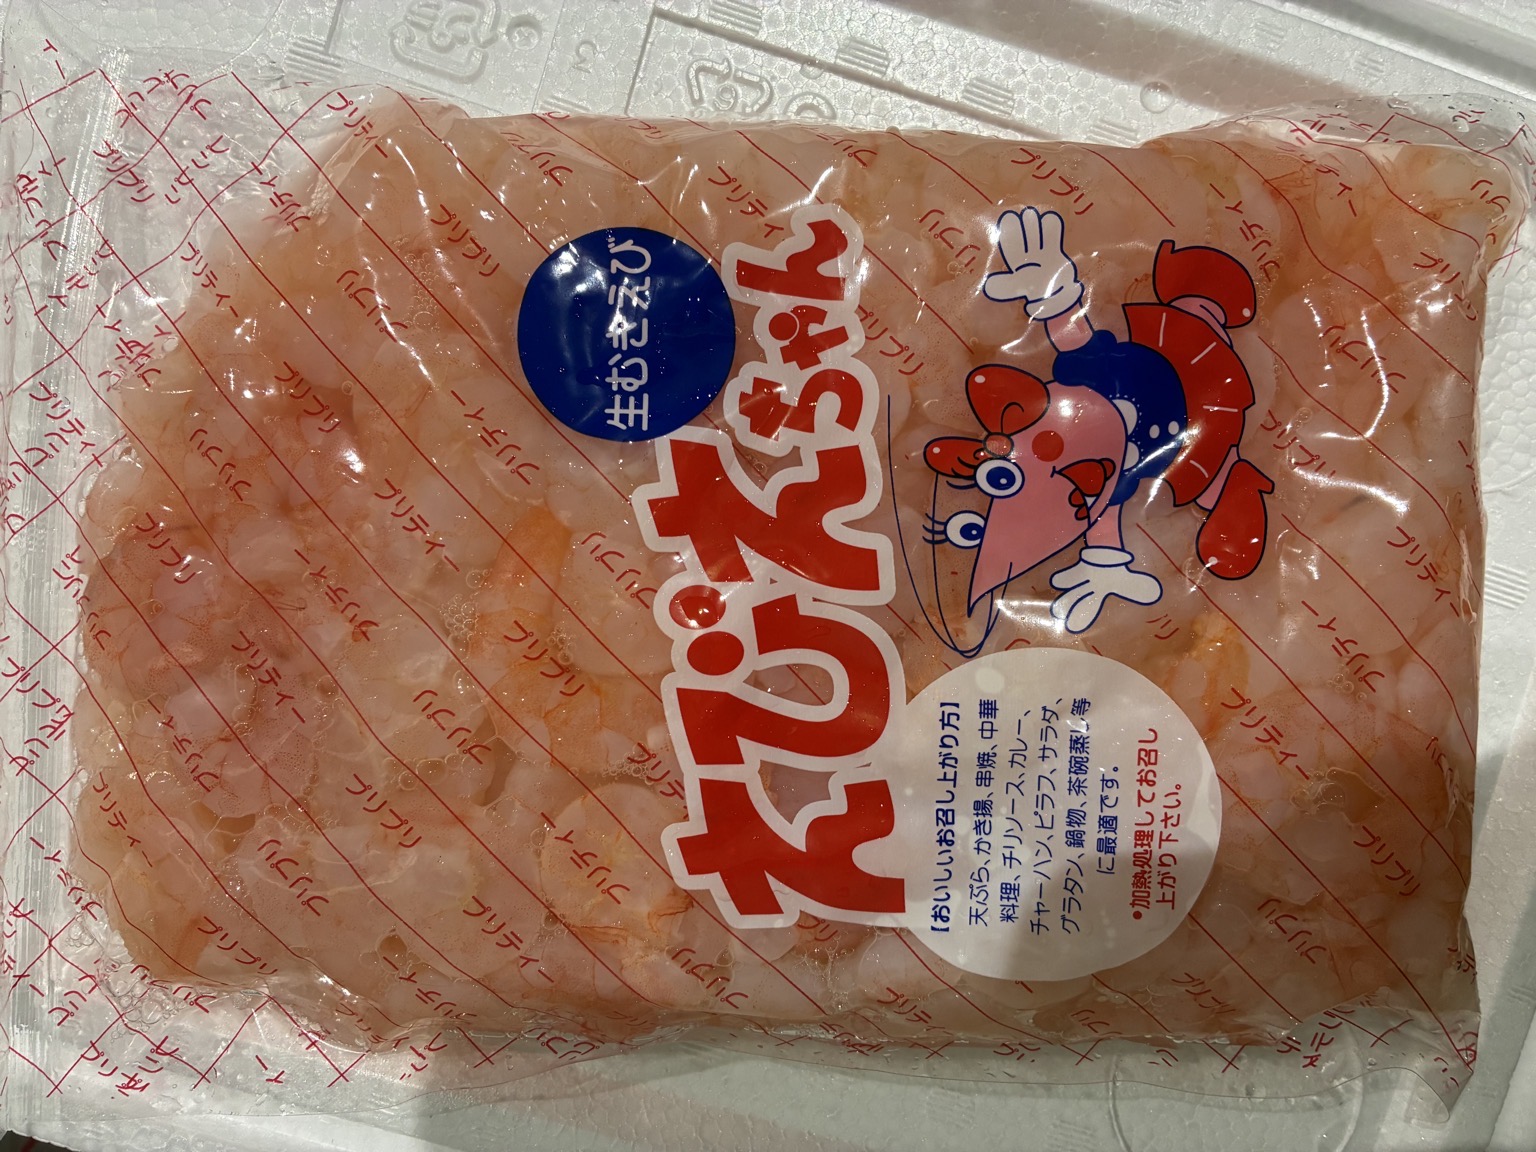 生むきえび
えびええちゃん
【おいしいお召し上がり方】
天ぷら、かき揚、串焼、中華
料理、チリソース、カレー、
チャーハン、ピラフ、サラダ、
グラタン、鍋物、茶碗蒸し等
に最適です。
●加熱処理してお召し
上がり下さい。
プリプリ
プリティー